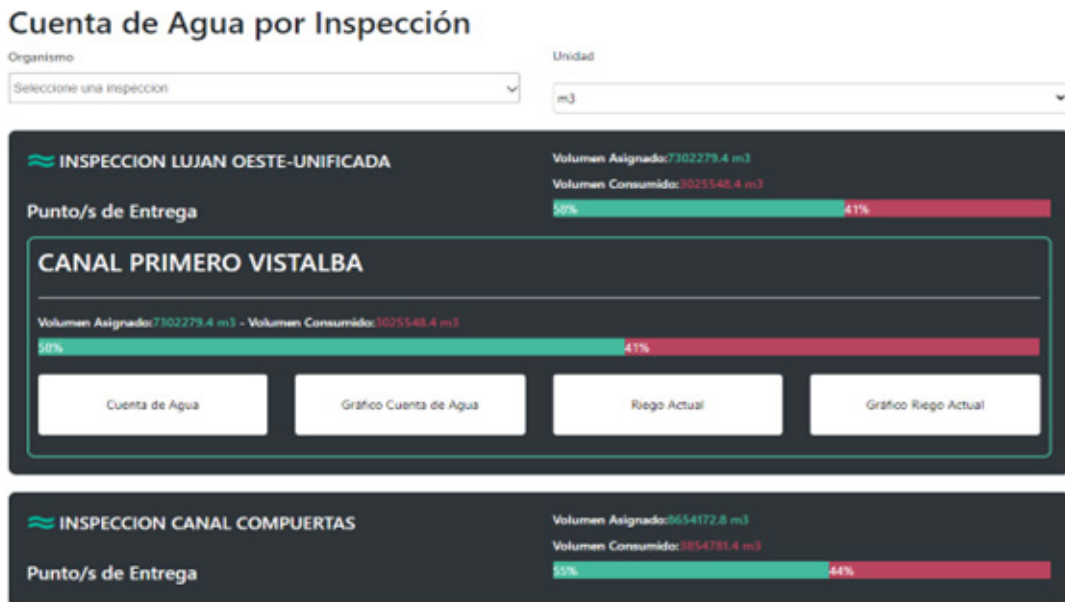 Cuenta de Agua por Inspección
Organismo
Unidad
Seleccione una inspeccion
m3
INSPECCION LUJAN OESTE-UNIFICADA
Volumen Asignado:7302279.4 m3
Volumen Consumido:3025548.4 m3
Punto/s de Entrega
58% 41%
CANAL PRIMERO VISTALBA
Volumen Asignado:7302279.4 m3 - Volumen Consumido:3025548.4 m3
58% 41%
Cuenta de Agua
Gráfico Cuenta de Agua
Riego Actual
Gráfico Riego Actual
INSPECCION CANAL COMPUERTAS
Volumen Asignado:8654172.8 m3
Volumen Consumido:3854781.4 m3
Punto/s de Entrega
55% 44%